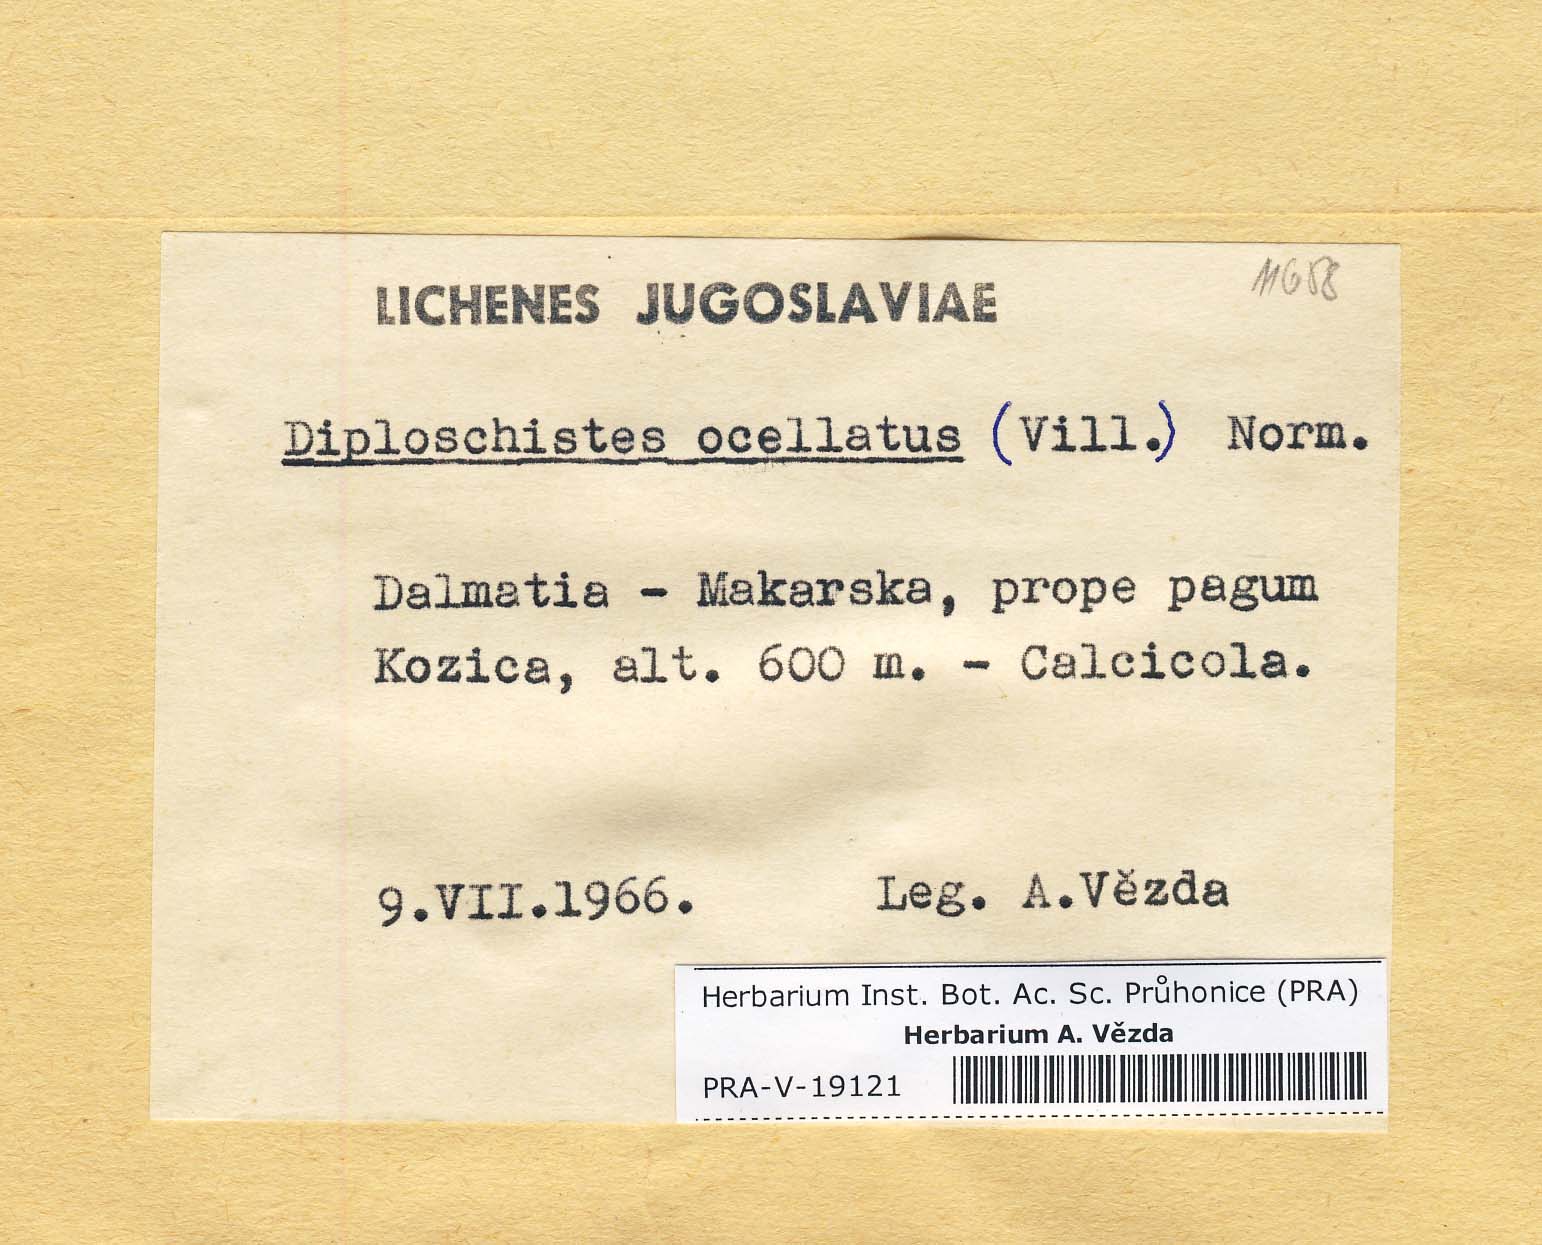 11658
LICHENES JUGOSLAVIAE
Diploschistes ocellatus (Vill.) Norm.
Dalmatia - Makarska, prope pagum
Kozica, alt. 600 m. - Calcicola.
9.VII.1966. Leg. A.Vězda
Herbarium Inst. Bot. Ac. Sc. Průhonice (PRA)
Herbarium A. Vězda
PRA-V-19121